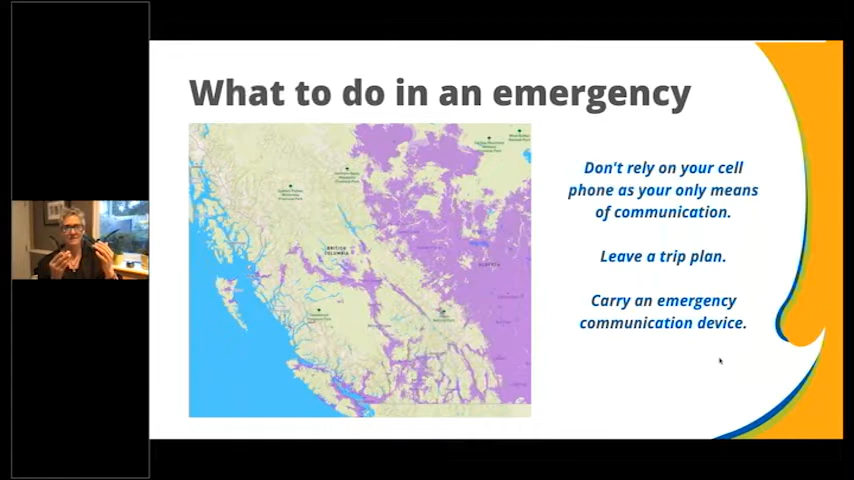 What to do in an emergency
Don't rely on your cell
phone as your only means
of communication.
Leave a trip plan.
Carry an emergency
communication device.
BRITISH
COLUMBIA
ALBERTA